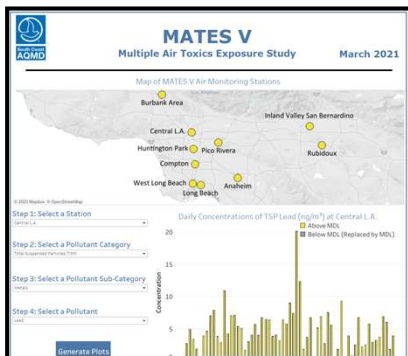 South Coast
AQMD
MATES V
Multiple Air Toxics Exposure Study
March 2021
Map of MATES V Air Monitoring Stations
Burbank Area
Inland Valley San Bernardino
Central L.A.
Huntington Park
Pico Rivera
Rubidoux
Compton
West Long Beach
Long Beach
Anaheim
© 2022 Mapbox © OpenStreetMap
Step 1: Select a Station
Central L.A.
Step 2: Select a Pollutant Category
Total Suspended Particles (TSP)
Step 3: Select a Pollutant Sub-Category
Metals
Step 4: Select a Pollutant
Lead
Generate Plots
Daily Concentrations of TSP Lead (ng/m³) at Central L.A.
Above MDL
Below MDL (Replaced by MDL)
Concentration
20
15
10
5
0